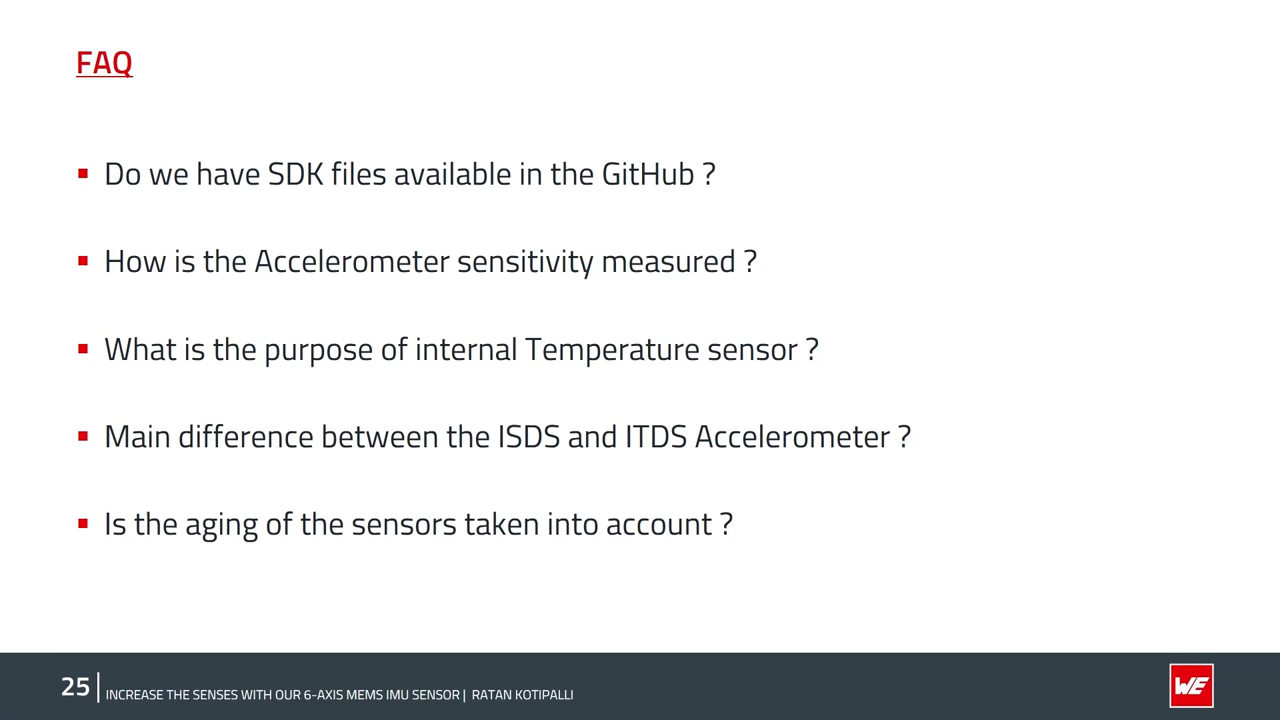 FAQ
Do we have SDK files available in the GitHub ?
How is the Accelerometer sensitivity measured ?
What is the purpose of internal Temperature sensor ?
Main difference between the ISDS and ITDS Accelerometer ?
Is the aging of the sensors taken into account ?
25 | INCREASE THE SENSES WITH OUR 6-AXIS MEMS IMU SENSOR | RATAN KOTIPALLI
WE